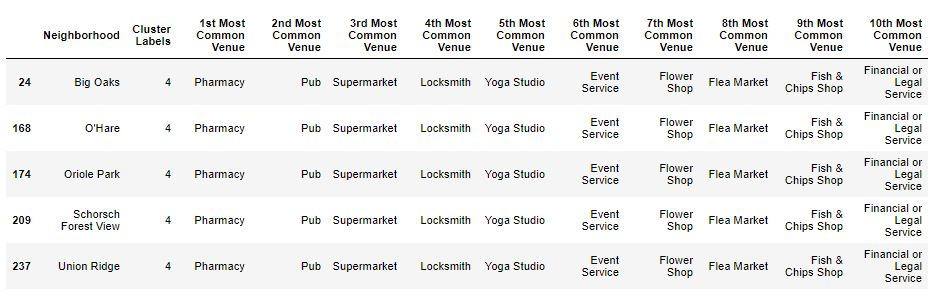 Neighborhood Cluster Labels 1st Most Common Venue 2nd Most Common Venue 3rd Most Common Venue 4th Most Common Venue 5th Most Common Venue 6th Most Common Venue 7th Most Common Venue 8th Most Common Venue 9th Most Common Venue 10th Most Common Venue
24 Big Oaks 4 Pharmacy Pub Supermarket Locksmith Yoga Studio Event Service Flower Shop Flea Market Fish & Chips Shop Financial or Legal Service
168 O'Hare 4 Pharmacy Pub Supermarket Locksmith Yoga Studio Event Service Flower Shop Flea Market Fish & Chips Shop Financial or Legal Service
174 Oriole Park 4 Pharmacy Pub Supermarket Locksmith Yoga Studio Event Service Flower Shop Flea Market Fish & Chips Shop Financial or Legal Service
209 Schorsch Forest View 4 Pharmacy Pub Supermarket Locksmith Yoga Studio Event Service Flower Shop Flea Market Fish & Chips Shop Financial or Legal Service
237 Union Ridge 4 Pharmacy Pub Supermarket Locksmith Yoga Studio Event Service Flower Shop Flea Market Fish & Chips Shop Financial or Legal Service